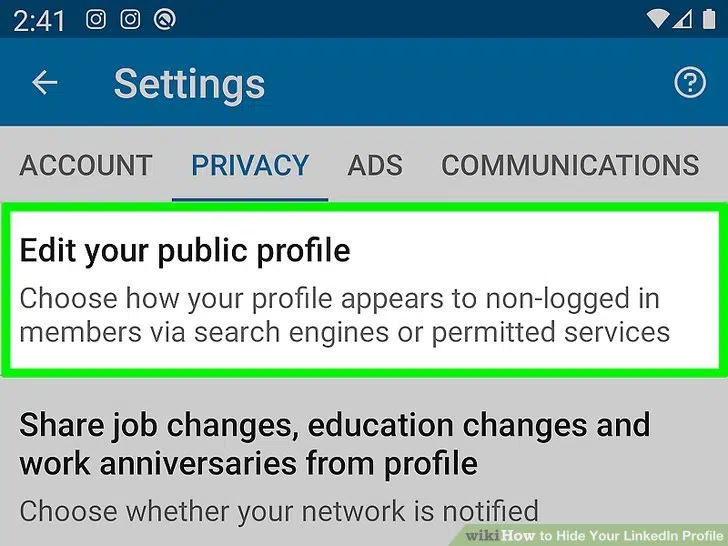 2:41
Settings
ACCOUNT PRIVACY ADS COMMUNICATIONS
Edit your public profile
Choose how your profile appears to non-logged in
members via search engines or permitted services
Share job changes, education changes and
work anniversaries from profile
Choose whether your network is notified
wikiHow to Hide Your LinkedIn Profile